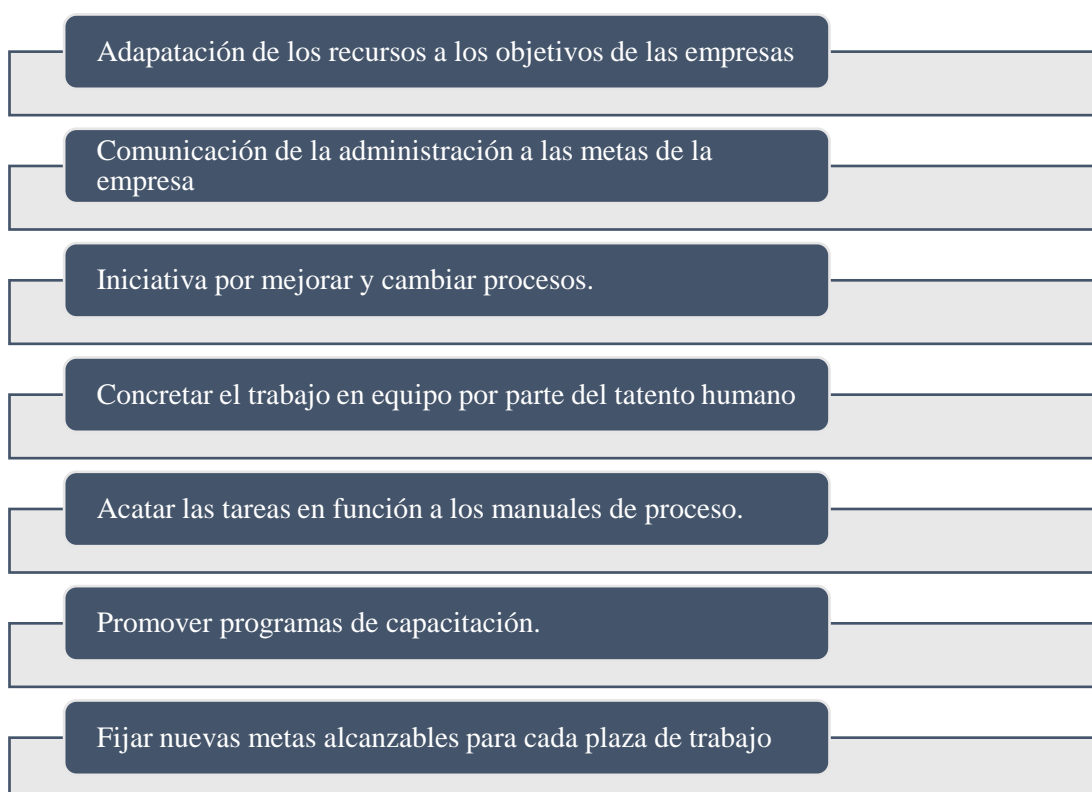 Adapatación de los recursos a los objetivos de las empresas
Comunicación de la administración a las metas de la
empresa
Iniciativa por mejorar y cambiar procesos.
Concretar el trabajo en equipo por parte del tatento humano
Acatar las tareas en función a los manuales de proceso.
Promover programas de capacitación.
Fijar nuevas metas alcanzables para cada plaza de trabajo